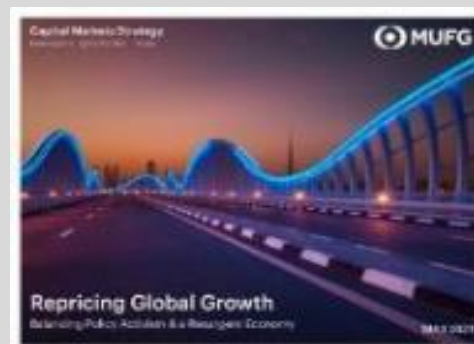 Capital Markets Strategy
MUFG
Repricing Global Growth
Balancing Policy Activism & a Resurgent Economy